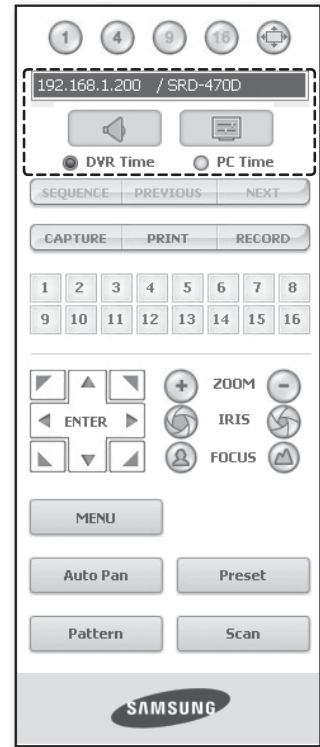 1 4 9 16
192.168.1.200 / SRD-470D
DVR Time PC Time
SEQUENCE PREVIOUS NEXT
CAPTURE PRINT RECORD
1 2 3 4 5 6 7 8
9 10 11 12 13 14 15 16
ZOOM
ENTER IRIS
FOCUS
MENU
Auto Pan Preset
Pattern Scan
SAMSUNG